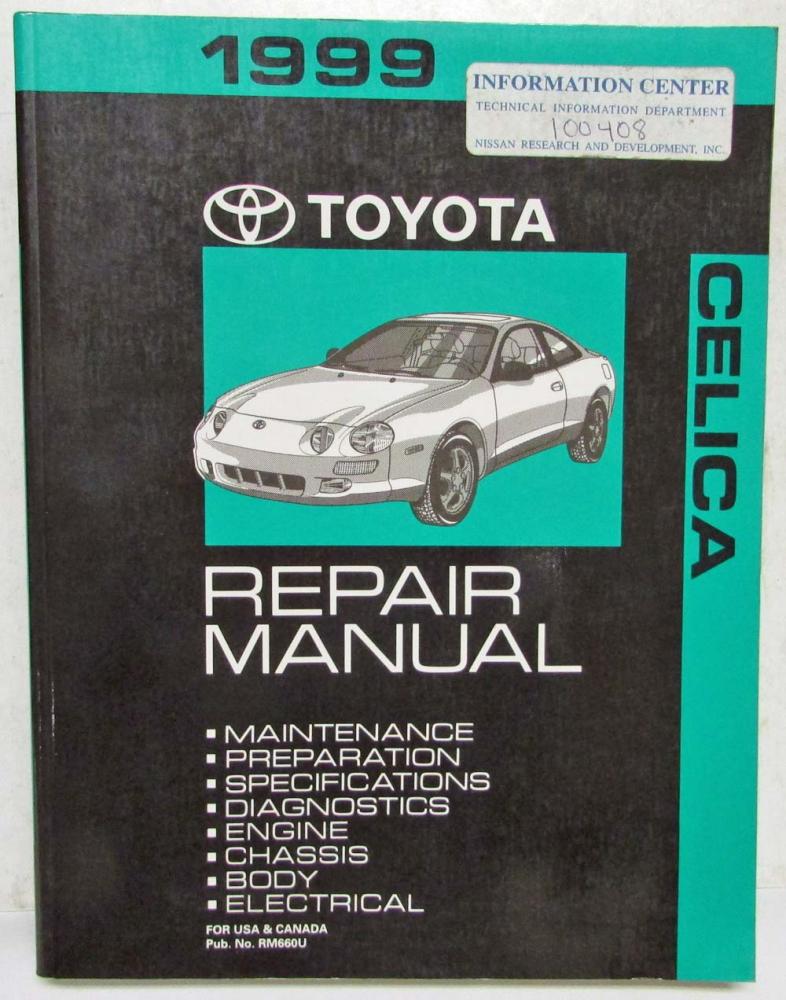 1999
INFORMATION CENTER
TECHNICAL INFORMATION DEPARTMENT
100408
NISSAN RESEARCH AND DEVELOPMENT, INC.
TOYOTA
CELICA
REPAIR
MANUAL
▪ MAINTENANCE
▪ PREPARATION
▪ SPECIFICATIONS
▪ DIAGNOSTICS
▪ ENGINE
▪ CHASSIS
▪ BODY
▪ ELECTRICAL
FOR USA & CANADA
Pub. No. RM660U